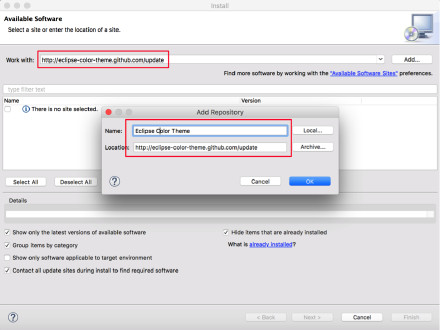 Install
Available Software
Select a site or enter the location of a site.
Work with: http://eclipse-color-theme.github.com/update
Add...
Find more software by working with the "Available Software Sites" preferences.
type filter text
Name Version
There is no site selected.
Add Repository
Name: Eclipse Color Theme Local...
Location: http://eclipse-color-theme.github.com/update Archive...
Cancel OK
Select All Deselect All
Details
Show only the latest versions of available software Hide items that are already installed
Group items by category What is already installed?
Show only software applicable to target environment
Contact all update sites during install to find required software
< Back Next > Cancel Finish